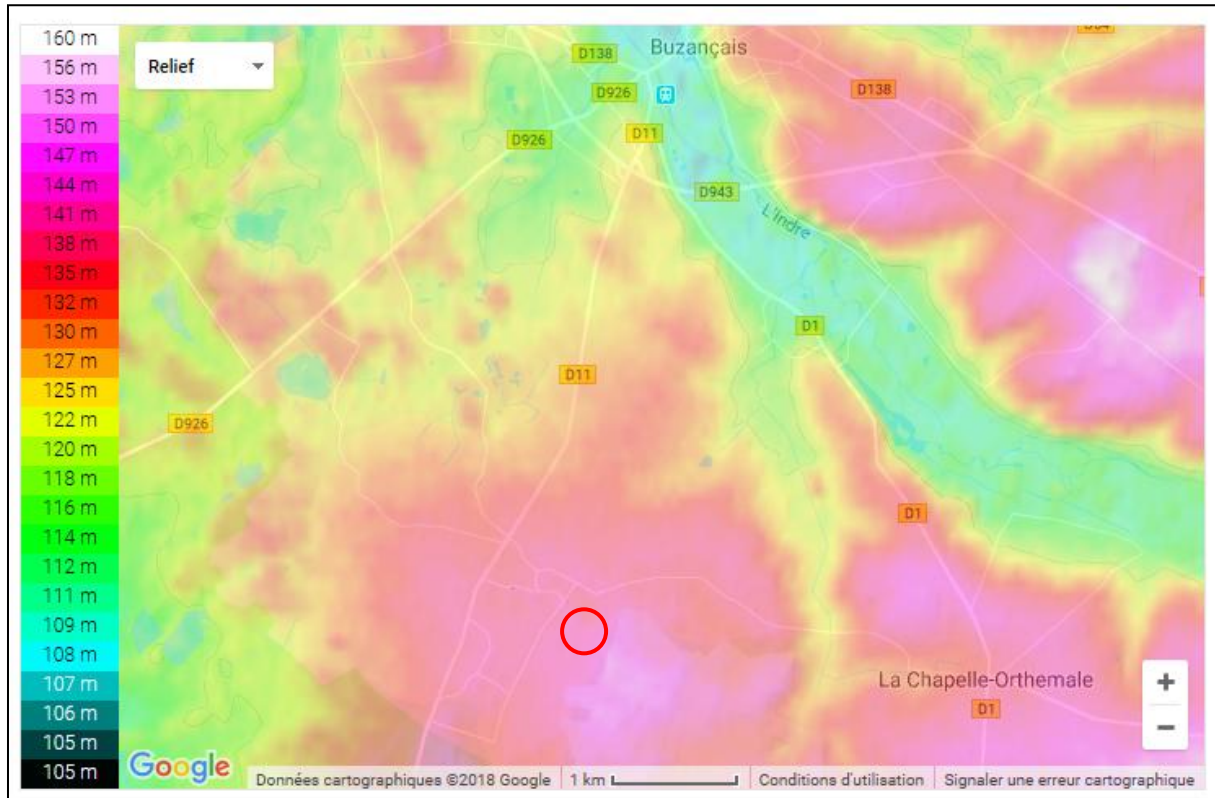 160 m
156 m
153 m
150 m
147 m
144 m
141 m
138 m
135 m
132 m
130 m
127 m
125 m
122 m
120 m
118 m
116 m
114 m
112 m
111 m
109 m
108 m
107 m
106 m
105 m
105 m
Relief
D138
Buzançais
D926
D138
D926
D11
D943
L'Indre
D1
D11
D926
D1
La Chapelle-Orthemale
D1
+
−
Google
Données cartographiques ©2018 Google
1 km
Conditions d'utilisation
Signaler une erreur cartographique